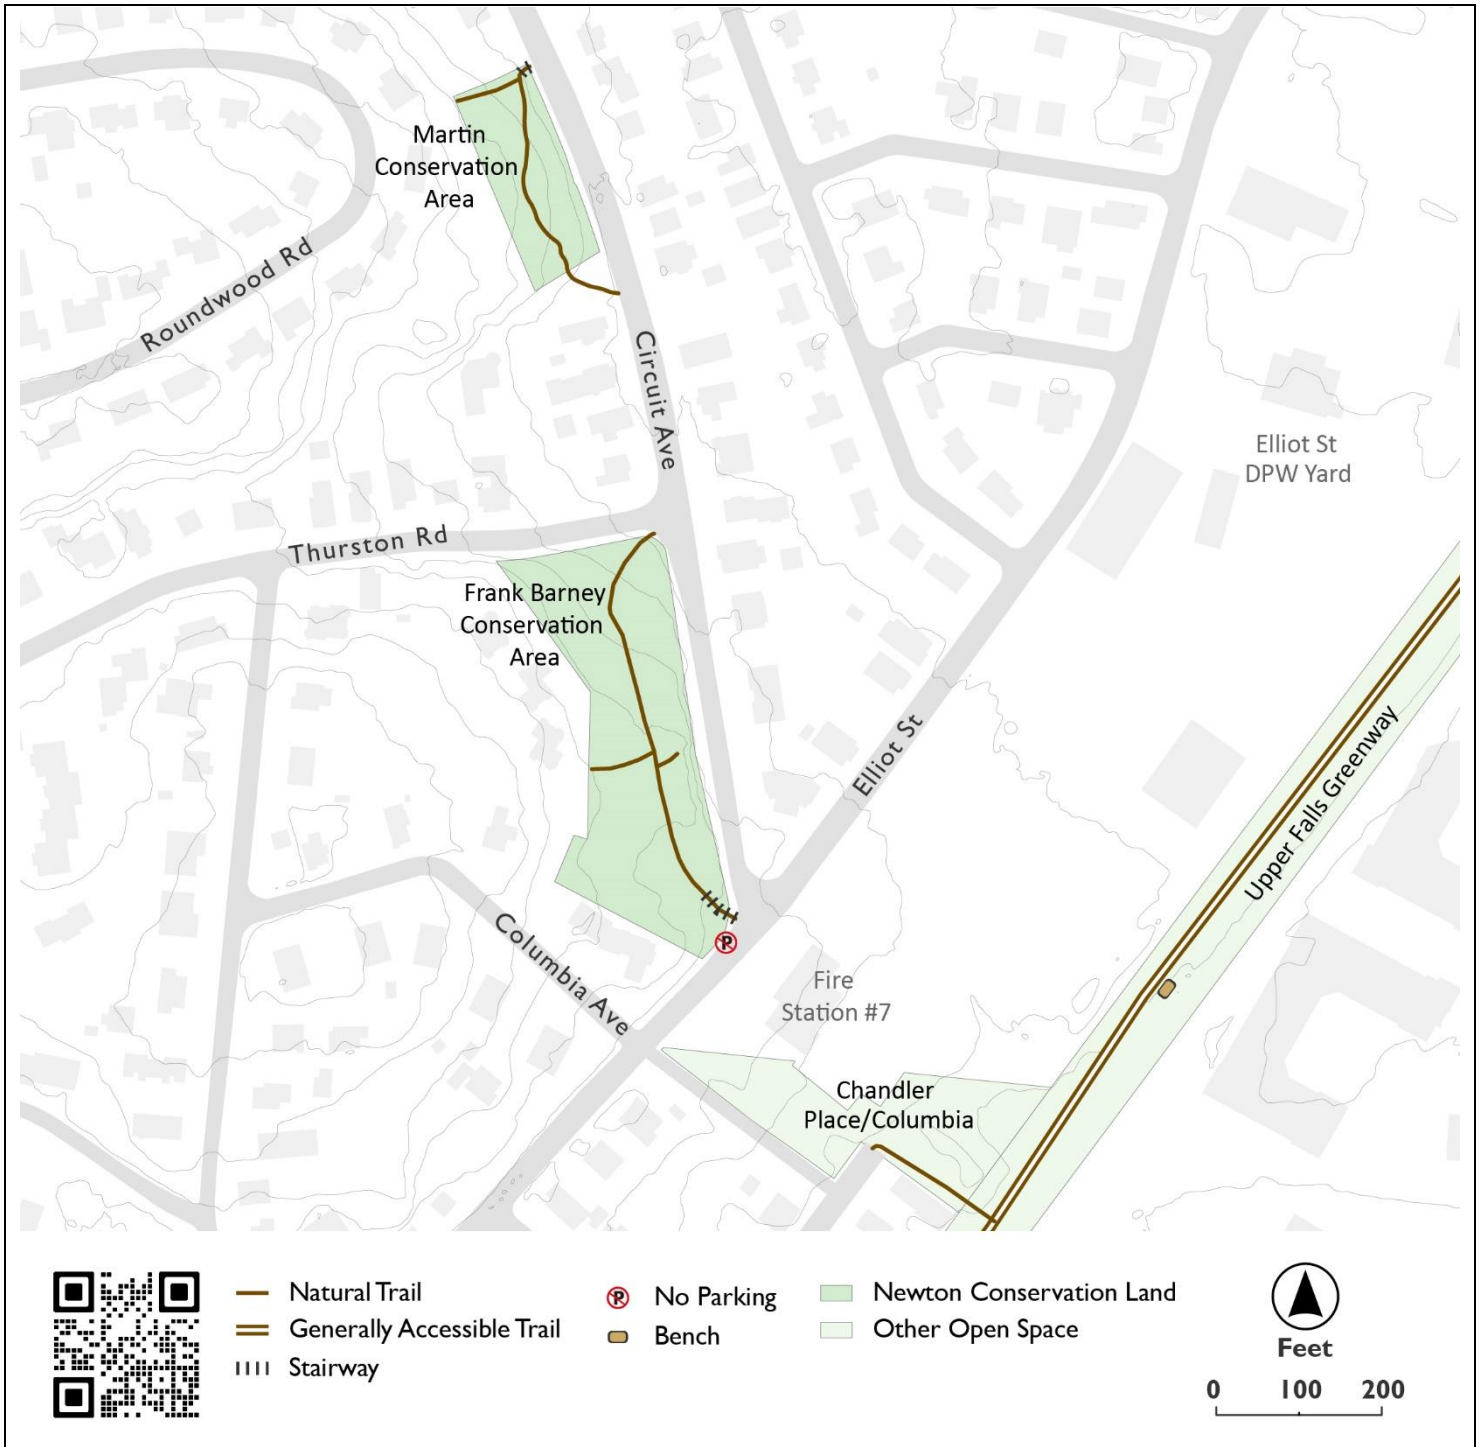 Martin
Conservation
Area
Roundwood Rd
Circuit Ave
Elliot St
DPW Yard
Thurston Rd
Frank Barney
Conservation
Area
Elliot St
Upper Falls Greenway
Columbia Ave
P
Fire
Station #7
Chandler
Place/Columbia
Natural Trail
Generally Accessible Trail
Stairway
P
No Parking
Bench
Newton Conservation Land
Other Open Space
Feet
0 100 200